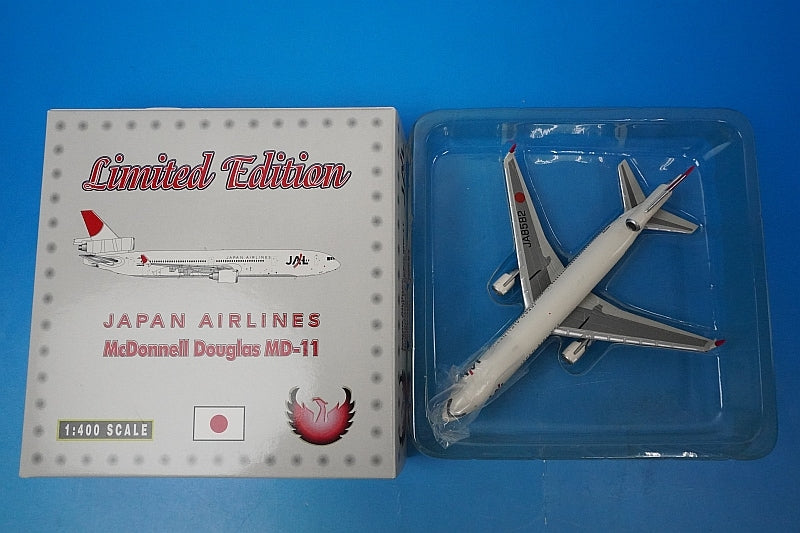 Limited Edition
JAPAN AIRLINES
JAL
JAPAN AIRLINES
McDonnell Douglas MD-11
1:400 SCALE
JA8582